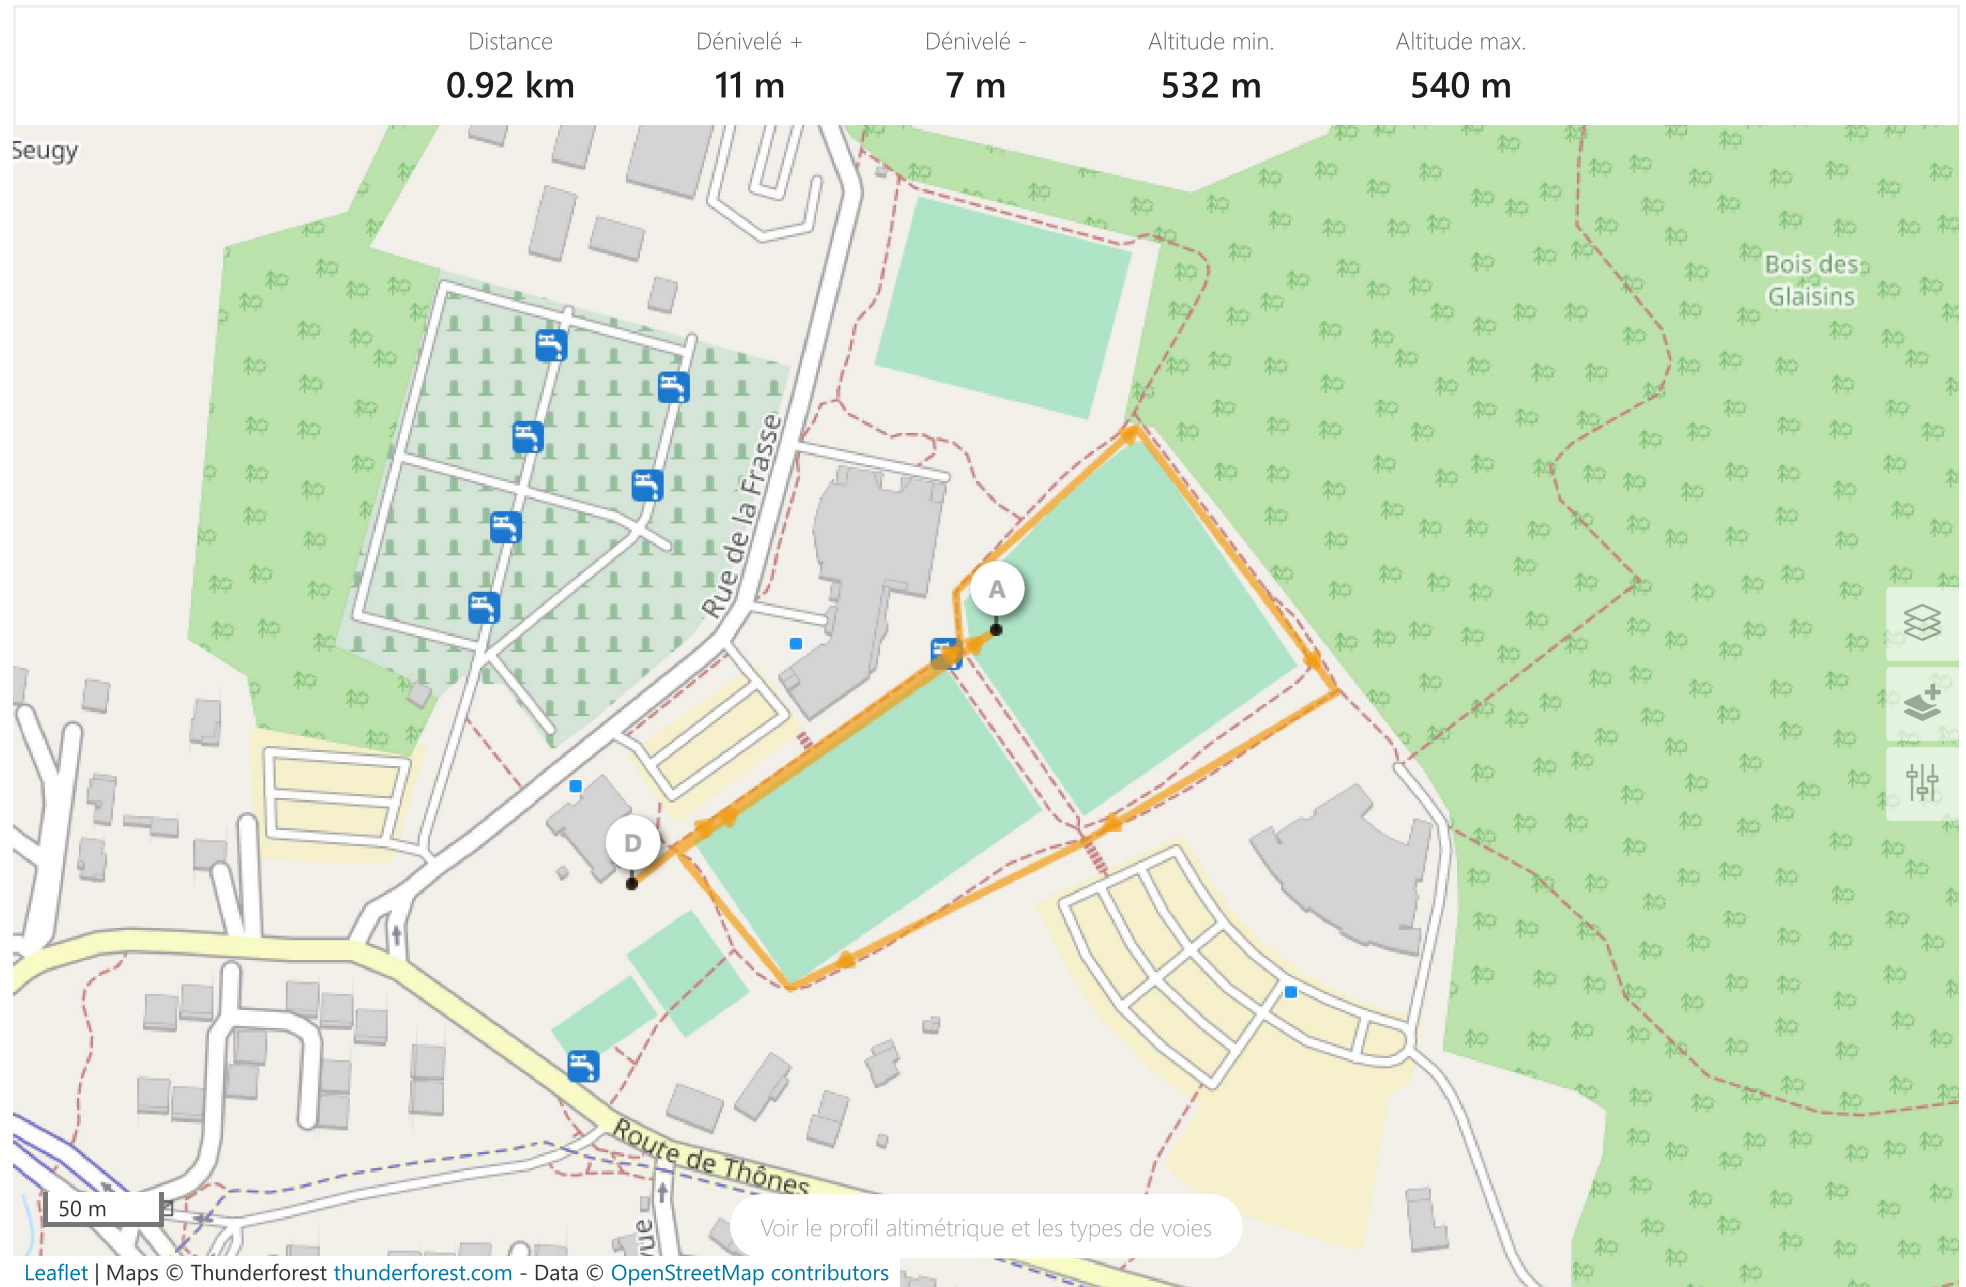 Distance
0.92 km
Dénivelé +
11 m
Dénivelé -
7 m
Altitude min.
532 m
Altitude max.
540 m
Seugy
Bois des
Glaisins
Rue de la Frasse
A
D
Route de Thônes
50 m
Voir le profil altimétrique et les types de voies
Leaflet | Maps © Thunderforest thunderforest.com - Data © OpenStreetMap contributors